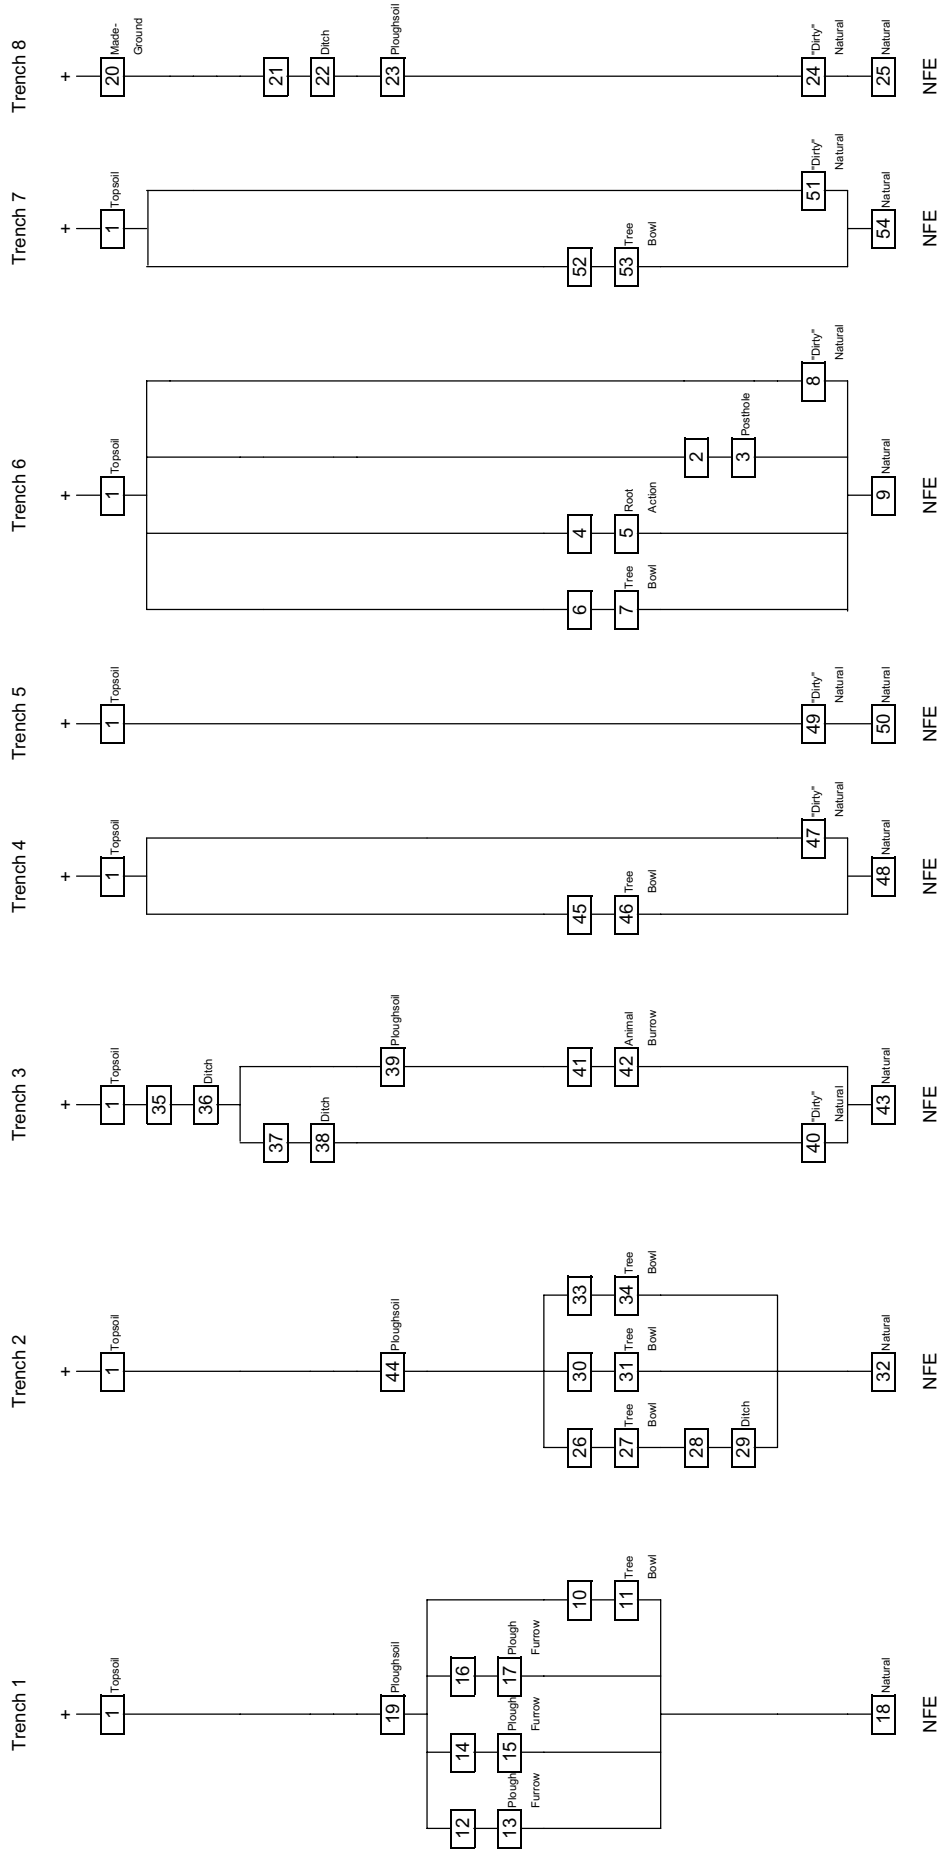 Trench 1
+
1 Topsoil
19 Ploughsoil
12
14
16
13 Plough
Furrow
15 Plough
Furrow
17 Plough
Furrow
10
11 Tree
Bowl
18 Natural
NFE
Trench 2
+
1 Topsoil
44 Ploughsoil
26
30
33
27 Tree
Bowl
31 Tree
Bowl
34 Tree
Bowl
28
29 Ditch
32 Natural
NFE
Trench 3
+
1 Topsoil
35
36 Ditch
37
38 Ditch
39 Ploughsoil
41
42 Animal
Burrow
40 "Dirty"
Natural
43 Natural
NFE
Trench 4
+
1 Topsoil
45
46 Tree
Bowl
47 "Dirty"
Natural
48 Natural
NFE
Trench 5
+
1 Topsoil
49 "Dirty"
Natural
50 Natural
NFE
Trench 6
+
1 Topsoil
6
4
7 Tree
Bowl
5 Root
Action
2
3 Posthole
8 "Dirty"
Natural
9 Natural
NFE
Trench 7
+
1 Topsoil
52
53 Tree
Bowl
51 "Dirty"
Natural
54 Natural
NFE
Trench 8
+
20 Made-
Ground
21
22 Ditch
23 Ploughsoil
24 "Dirty"
Natural
25 Natural
NFE